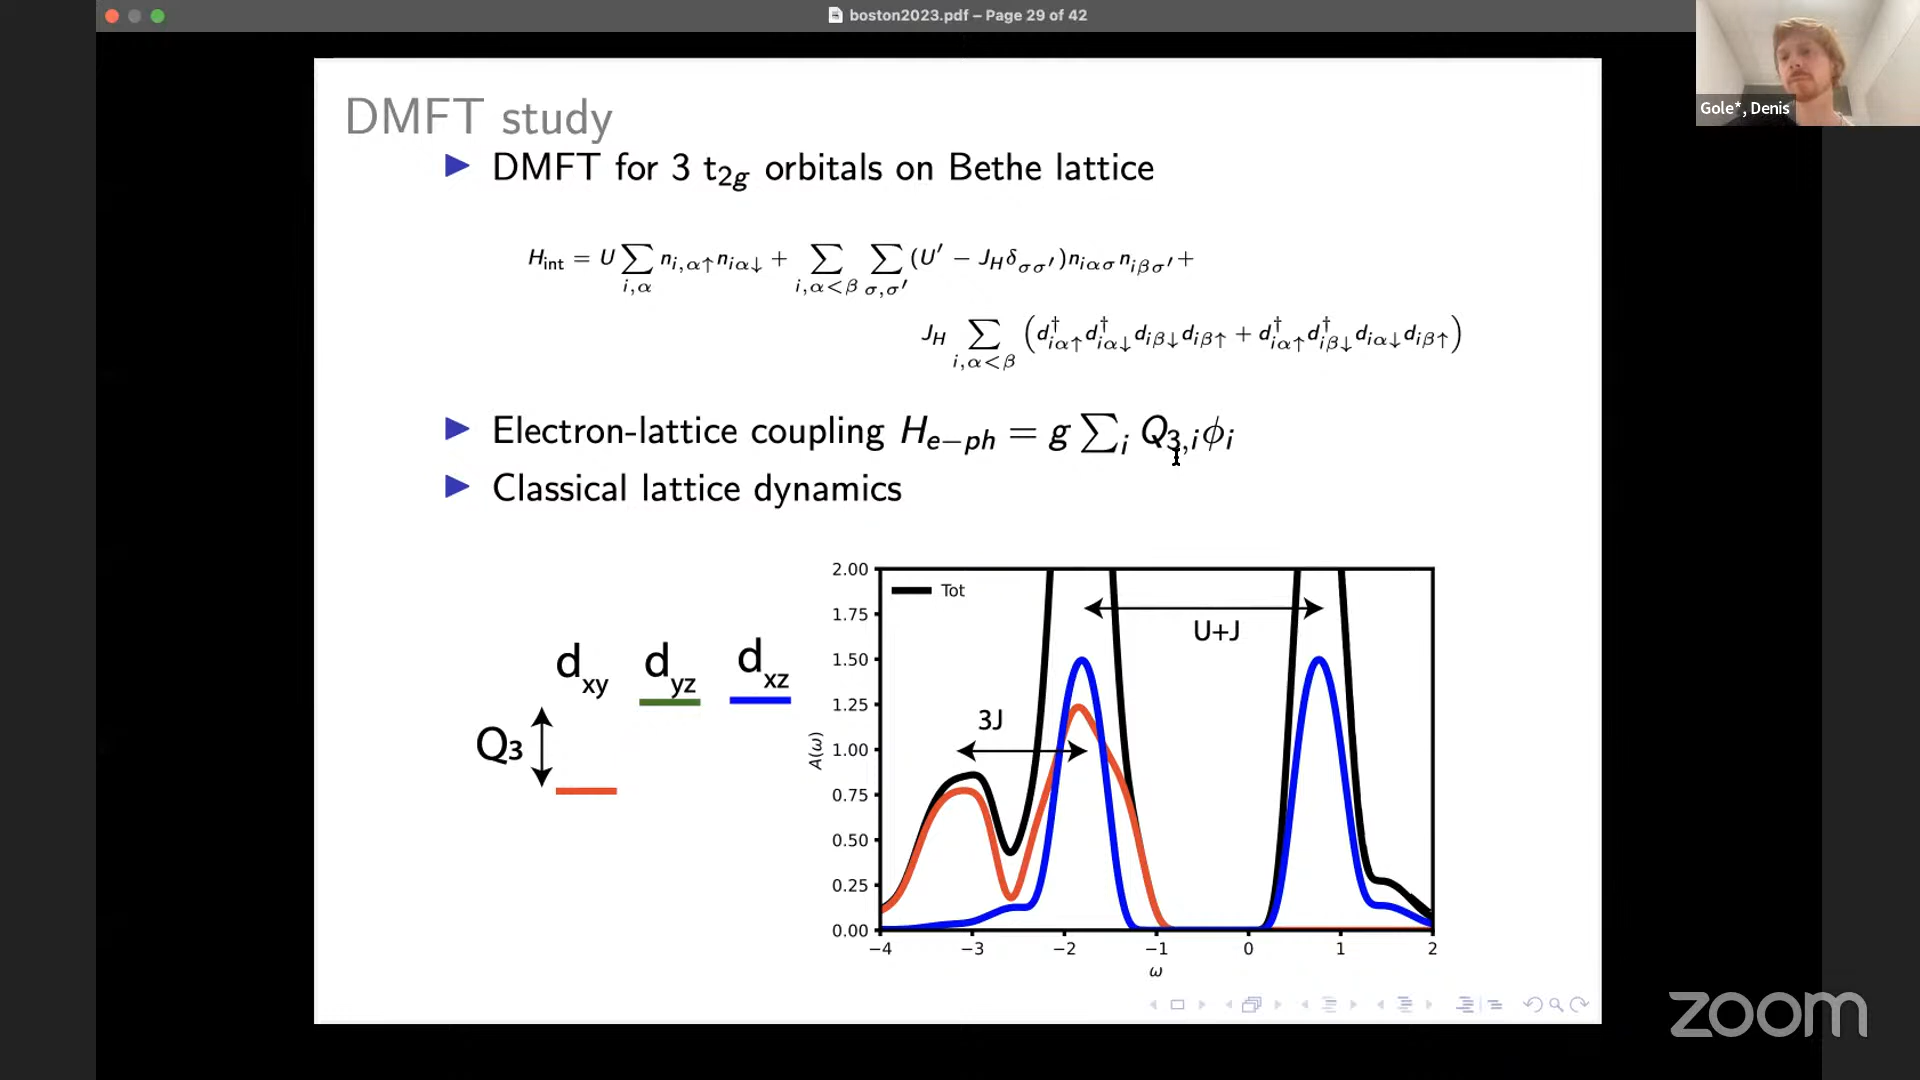 boston2023.pdf – Page 29 of 42
Gole*, Denis
DMFT study
▶ DMFT for 3 t₂g orbitals on Bethe lattice
H_int = U ∑_{i,α} n_{i,α↑} n_{iα↓} + ∑_{i,α<β} ∑_{σ,σ′} (U′ − J_H δ_{σσ′}) n_{iασ} n_{iβσ′} +
J_H ∑_{i,α<β} (d†_{iα↑} d†_{iα↓} d_{iβ↓} d_{iβ↑} + d†_{iα↑} d†_{iβ↓} d_{iα↓} d_{iβ↑})
▶ Electron-lattice coupling H_{e−ph} = g ∑_i Q_{3,i} ϕ_i
▶ Classical lattice dynamics
d_xy d_yz d_xz
Q₃
Tot
U+J
3J
A(ω)
2.00
1.75
1.50
1.25
1.00
0.75
0.50
0.25
0.00
−4 −3 −2 −1 0 1 2
ω
zoom